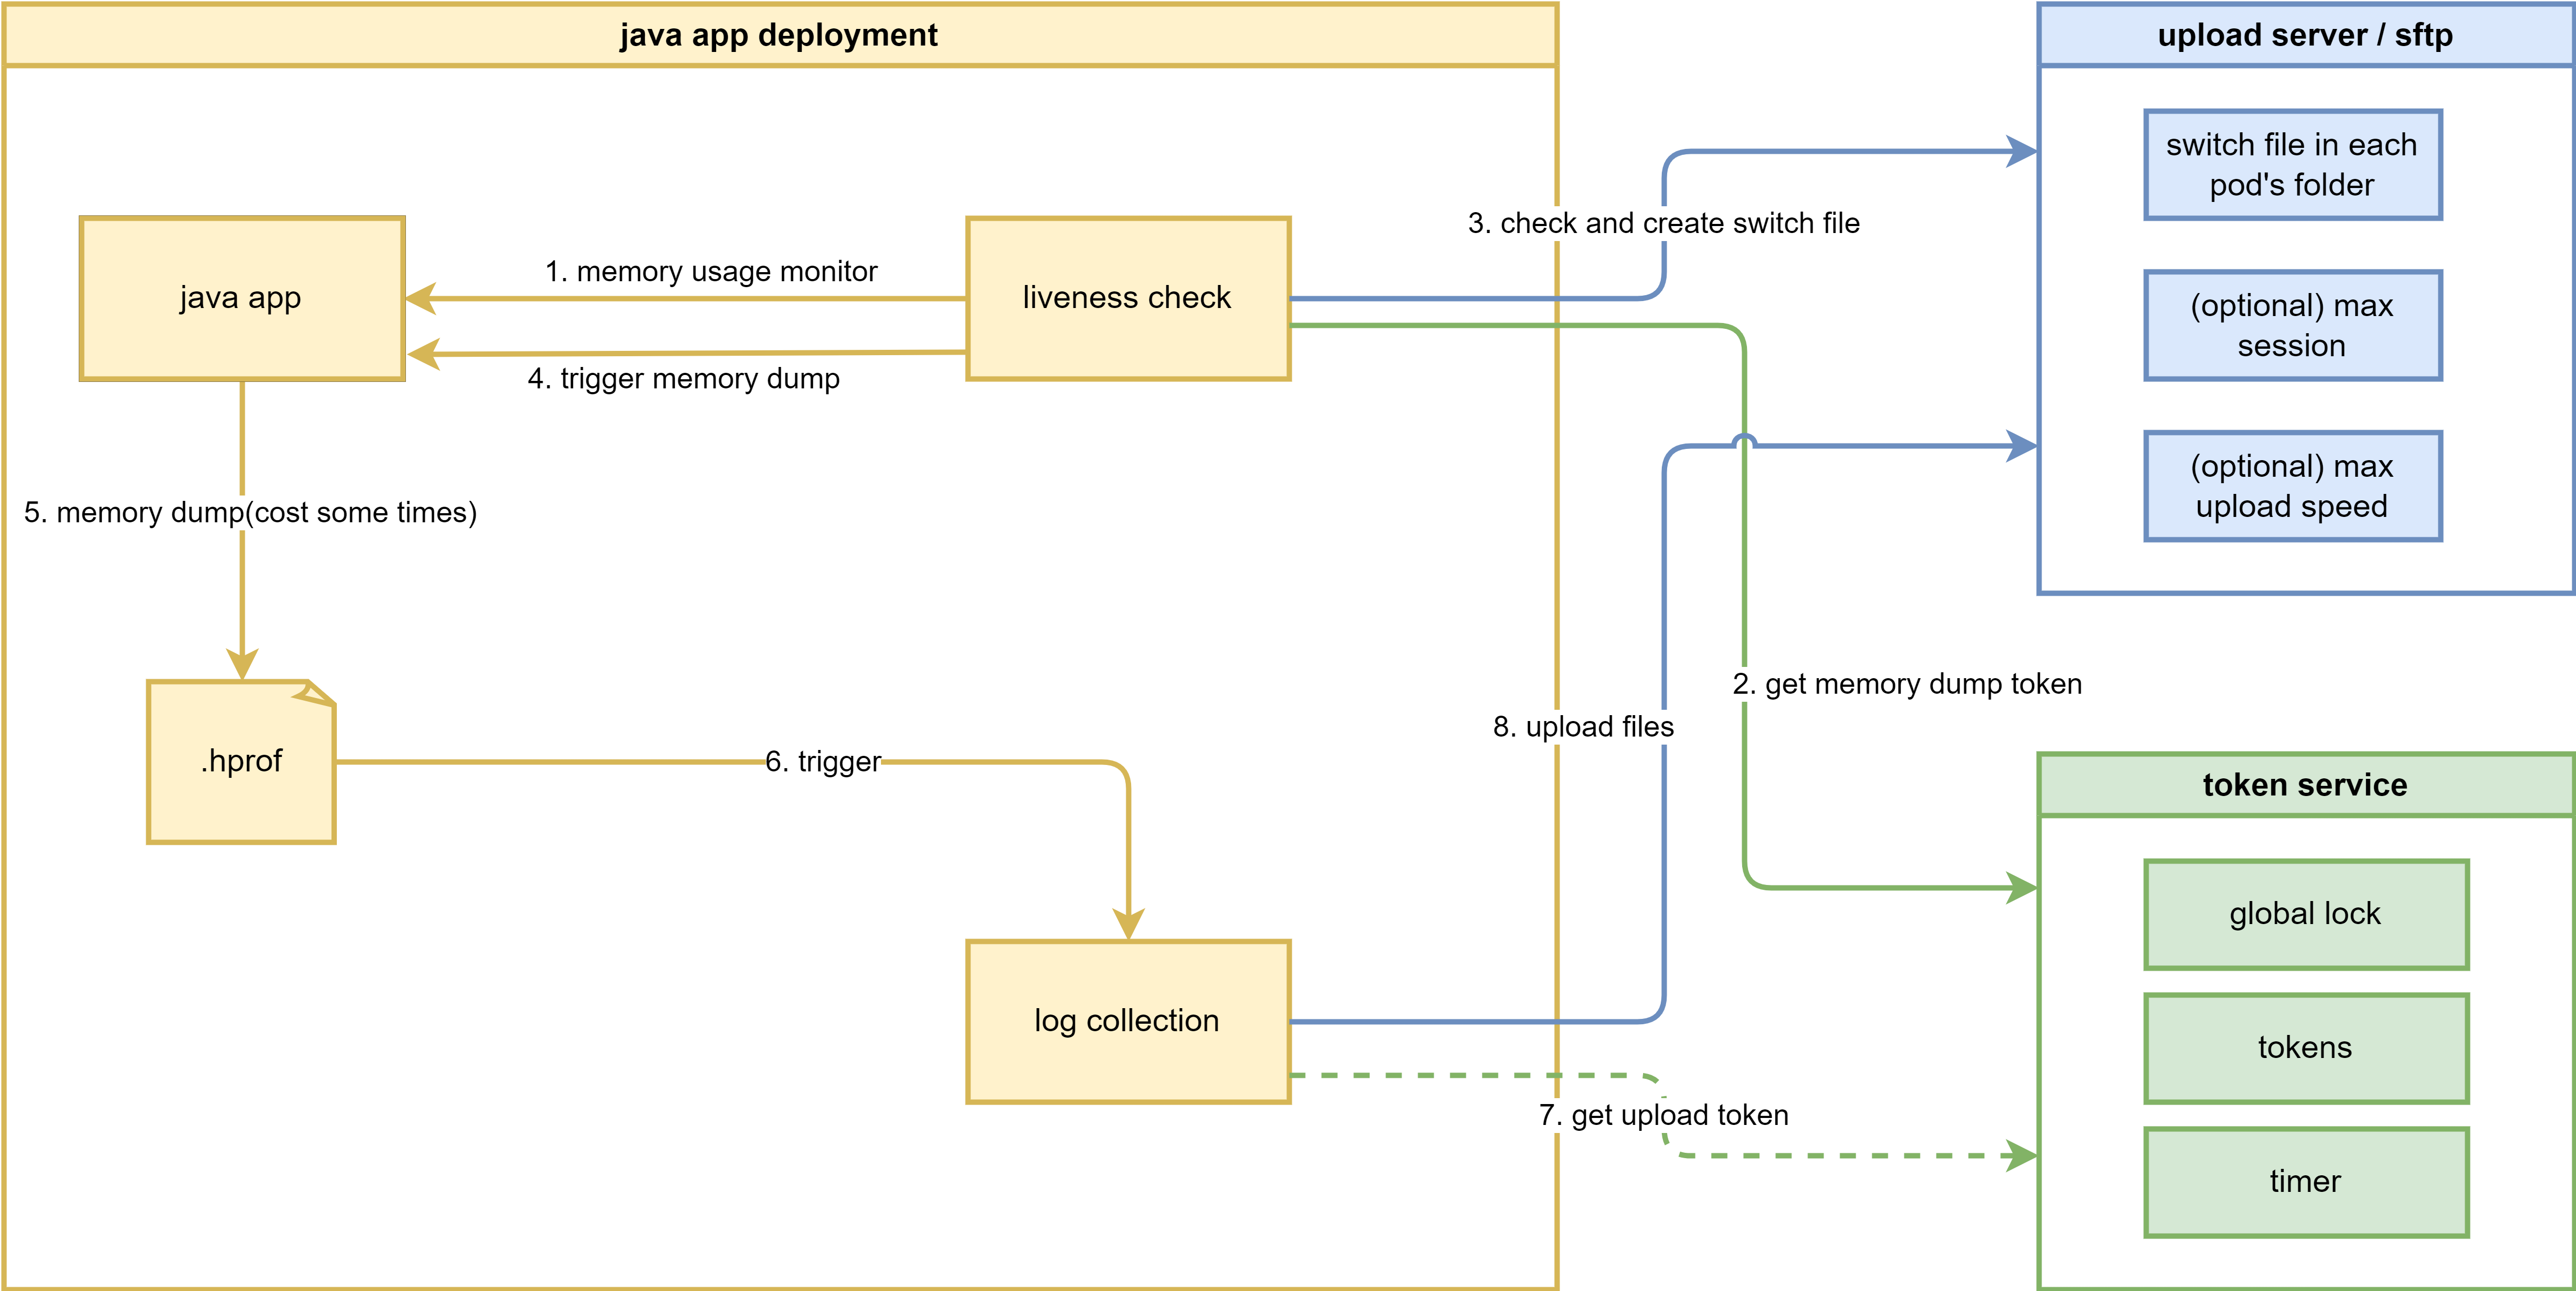 java app deployment
upload server / sftp
switch file in each
pod's folder
3. check and create switch file
1. memory usage monitor
java app
liveness check
(optional) max
session
4. trigger memory dump
(optional) max
upload speed
5. memory dump(cost some times)
2. get memory dump token
8. upload files
.hprof
6. trigger
token service
global lock
log collection
tokens
7. get upload token
timer